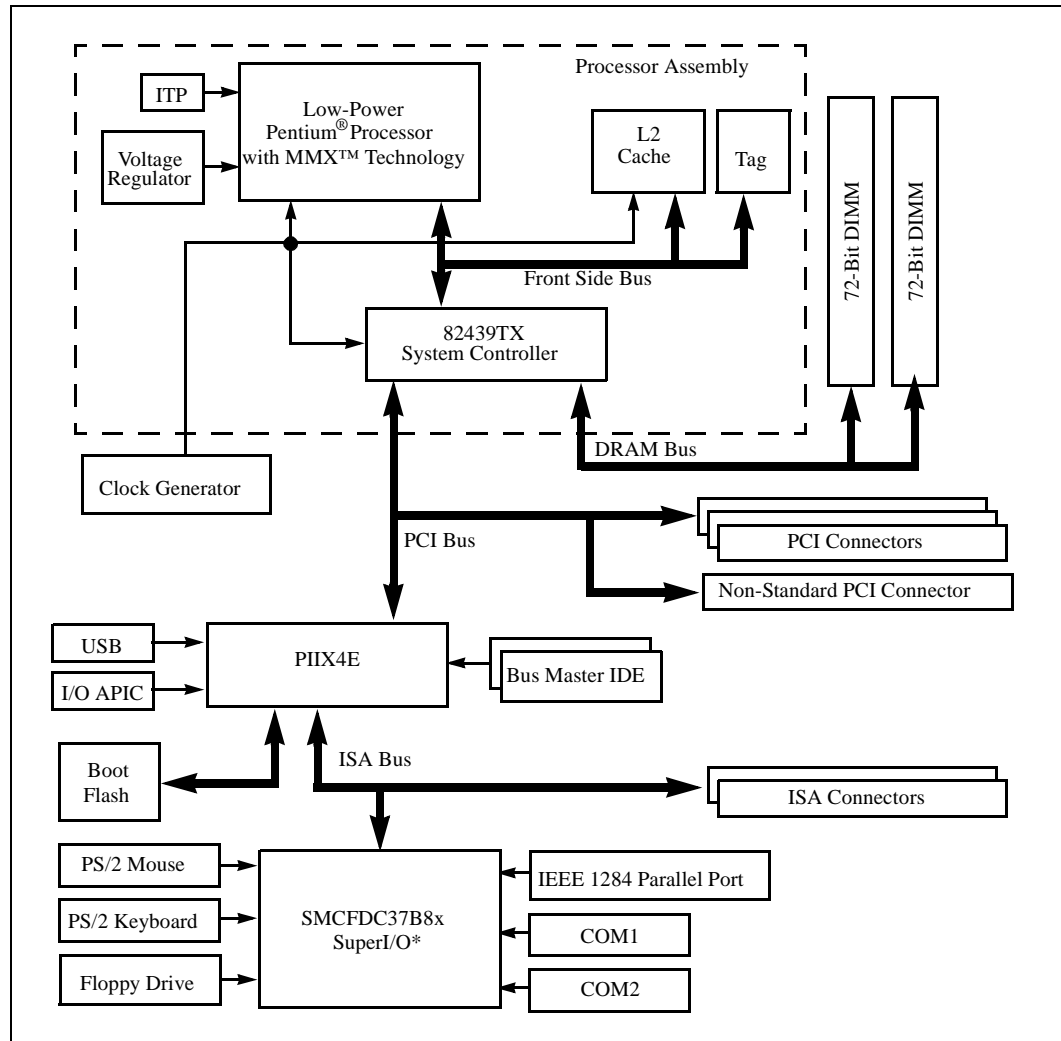 Processor Assembly
ITP
Low-Power
Pentium® Processor
with MMX™ Technology
Voltage
Regulator
L2
Cache
Tag
72-Bit DIMM
72-Bit DIMM
Front Side Bus
82439TX
System Controller
DRAM Bus
Clock Generator
PCI Bus
PCI Connectors
Non-Standard PCI Connector
USB
I/O APIC
PIIX4E
Bus Master IDE
ISA Bus
Boot
Flash
ISA Connectors
PS/2 Mouse
PS/2 Keyboard
Floppy Drive
SMCFDC37B8x
SuperI/O*
IEEE 1284 Parallel Port
COM1
COM2